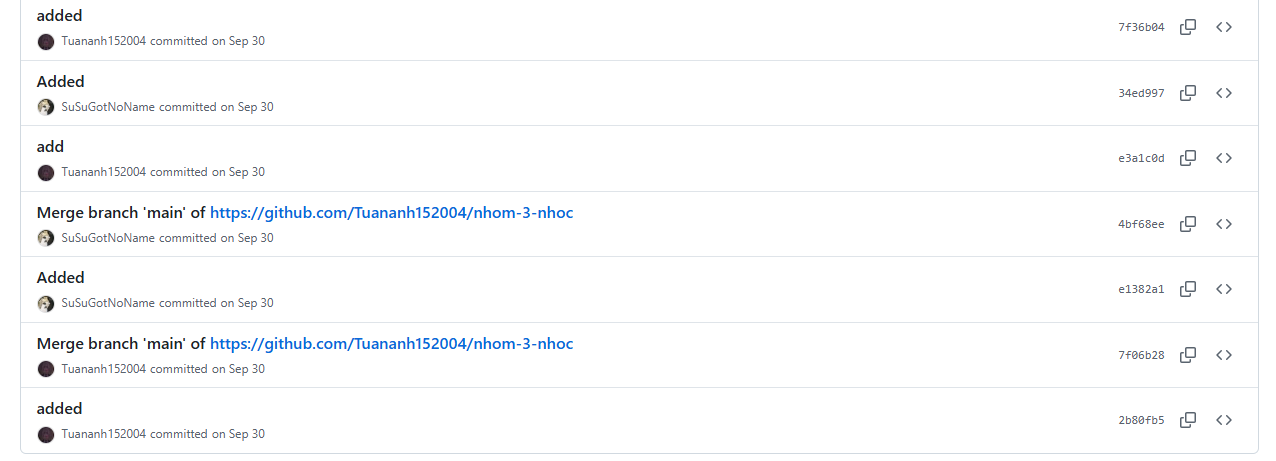 added
Tuananh152004 committed on Sep 30
7f36b04
Added
SuSuGotNoName committed on Sep 30
34ed997
add
Tuananh152004 committed on Sep 30
e3a1c0d
Merge branch 'main' of https://github.com/Tuananh152004/nhom-3-nhoc
SuSuGotNoName committed on Sep 30
4bf68ee
Added
SuSuGotNoName committed on Sep 30
e1382a1
Merge branch 'main' of https://github.com/Tuananh152004/nhom-3-nhoc
Tuananh152004 committed on Sep 30
7f06b28
added
Tuananh152004 committed on Sep 30
2b80fb5